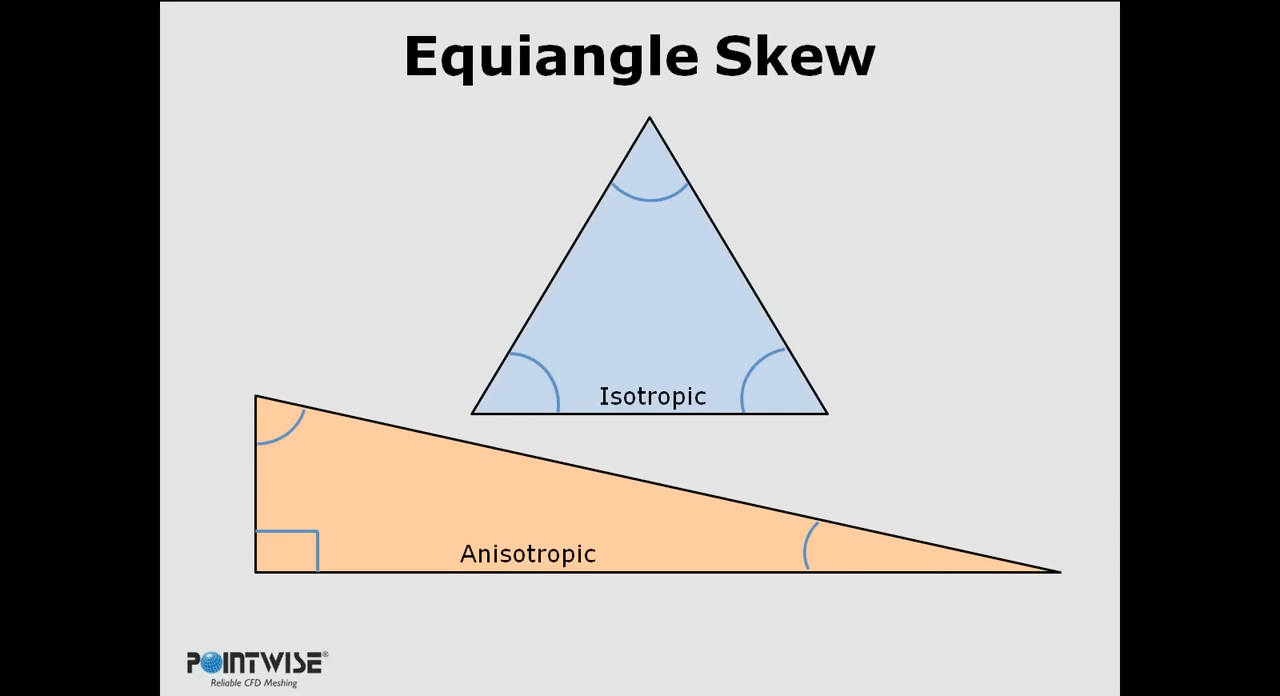 Equiangle Skew
Isotropic
Anisotropic
POINTWISE®
Reliable CFD Meshing